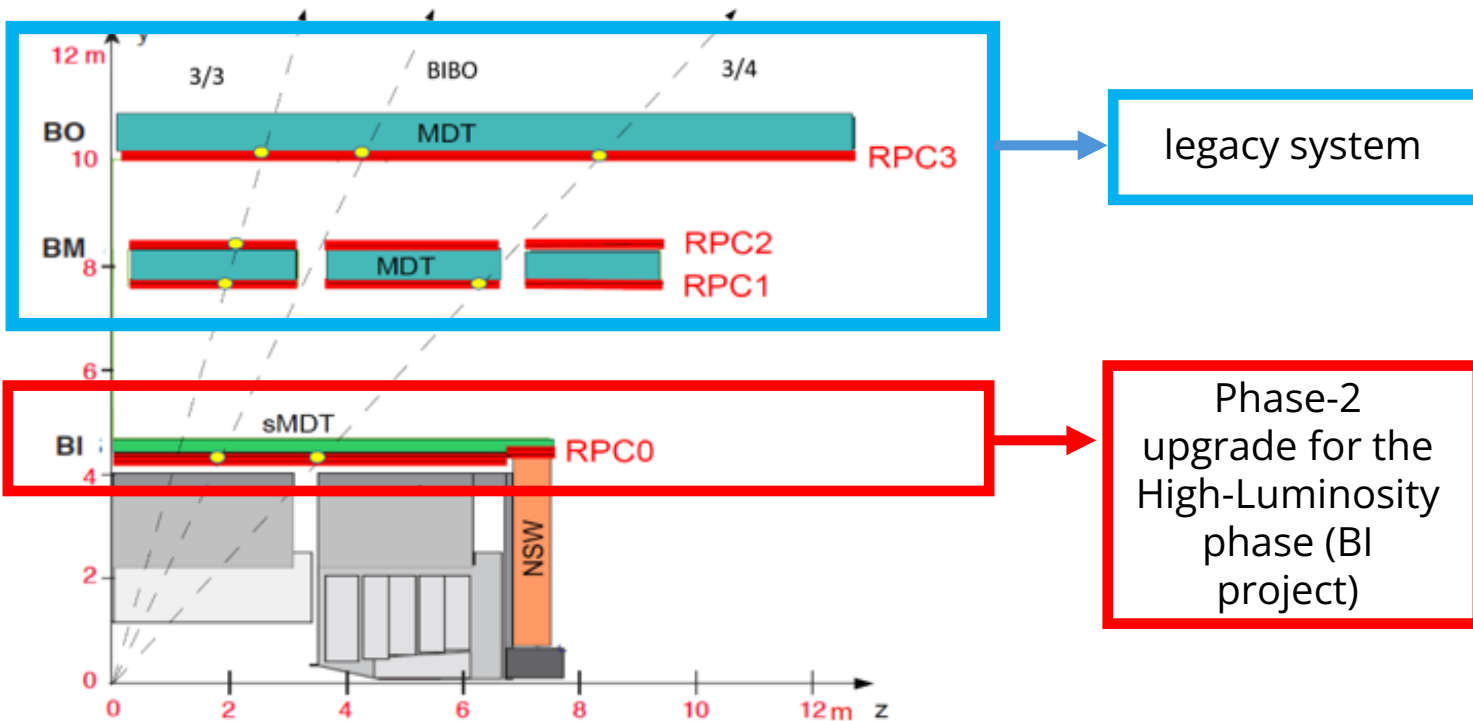 y
12 m
3/3
BIBO
3/4
BO
MDT
10
RPC3
legacy system
BM
RPC2
8
MDT
RPC1
6
Phase-2
upgrade for the
High-Luminosity
phase (BI
project)
sMDT
BI
RPC0
4
NSW
2
0
0
2
4
6
8
10
12 m
z